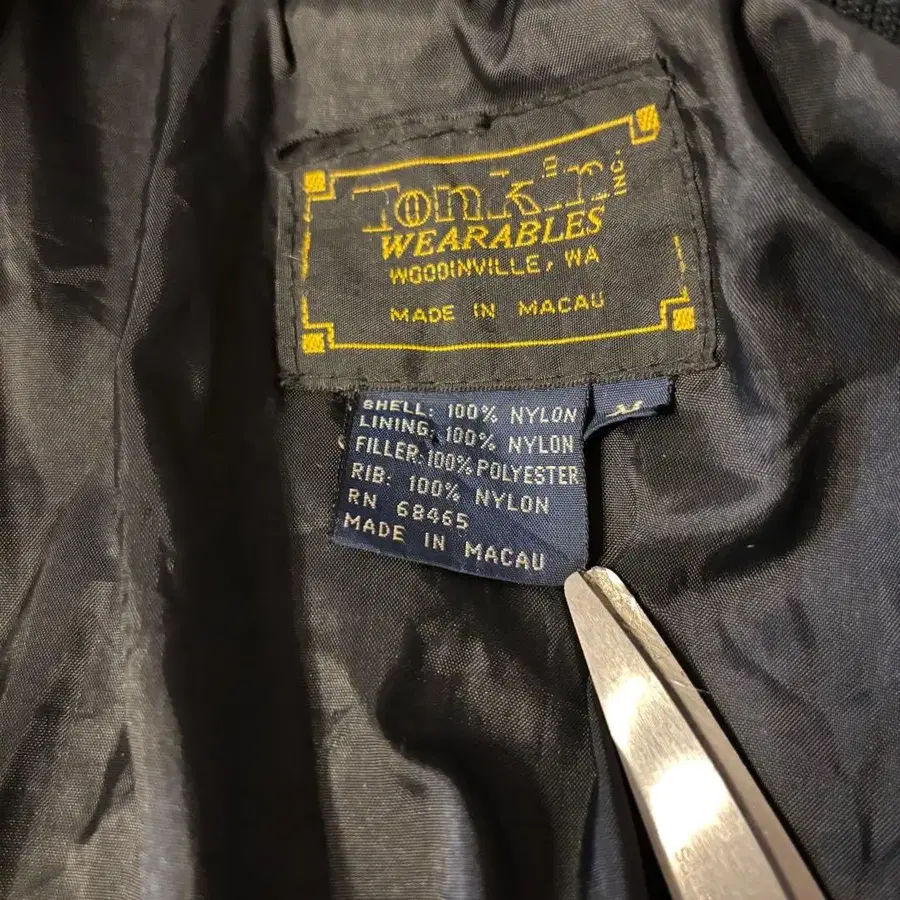 Tonkin
INC.
WEARABLES
WOODINVILLE, WA
MADE IN MACAU
SHELL: 100% NYLON
LINING: 100% NYLON
FILLER: 100% POLYESTER
RIB: 100% NYLON
RN 68465
MADE IN MACAU